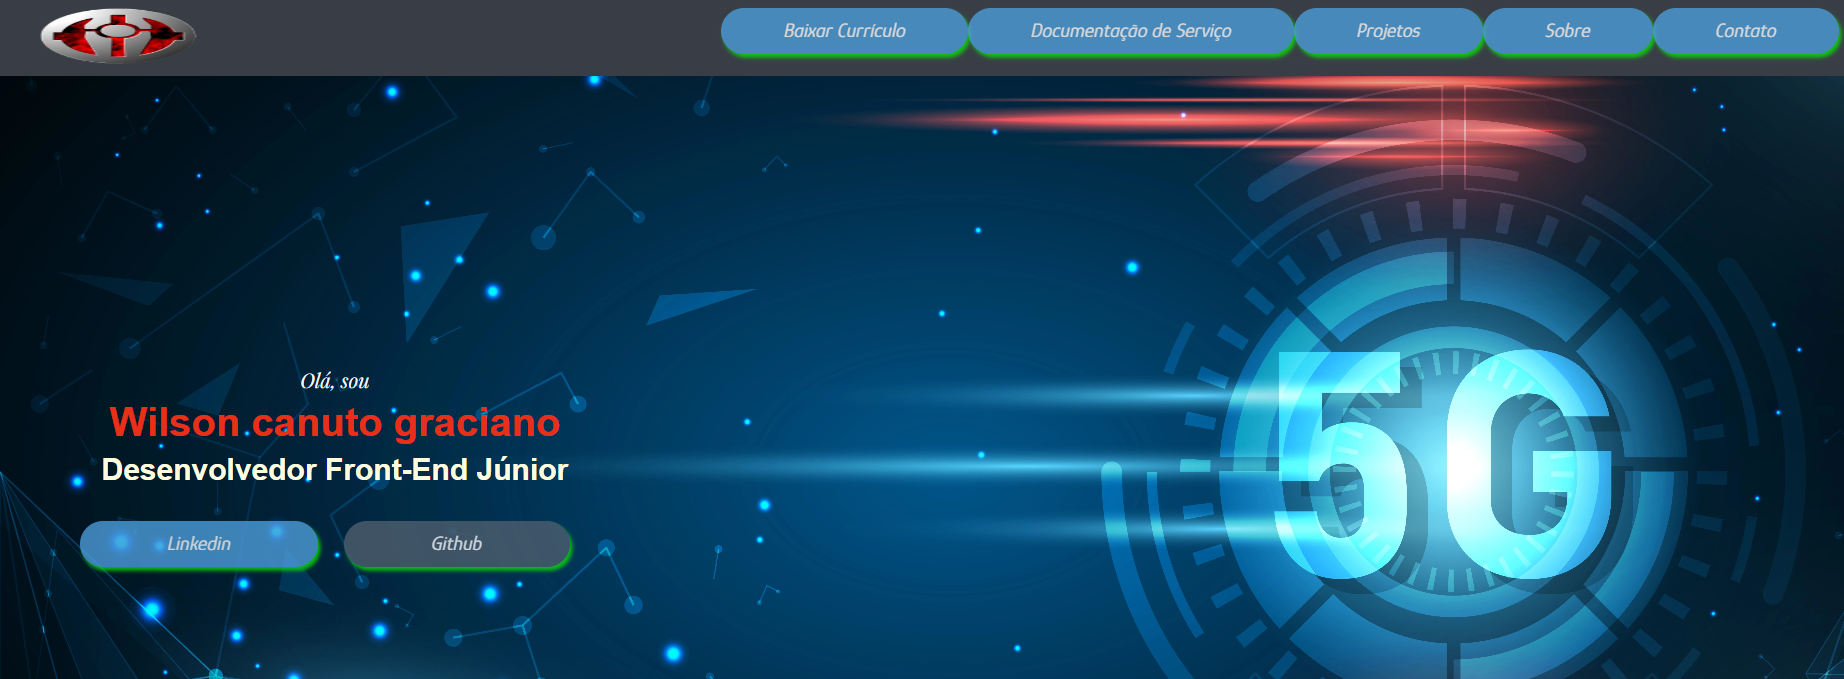 Baixar Currículo
Documentação de Serviço
Projetos
Sobre
Contato
Olá, sou
Wilson canuto graciano
Desenvolvedor Front-End Júnior
Linkedin
Github
5G